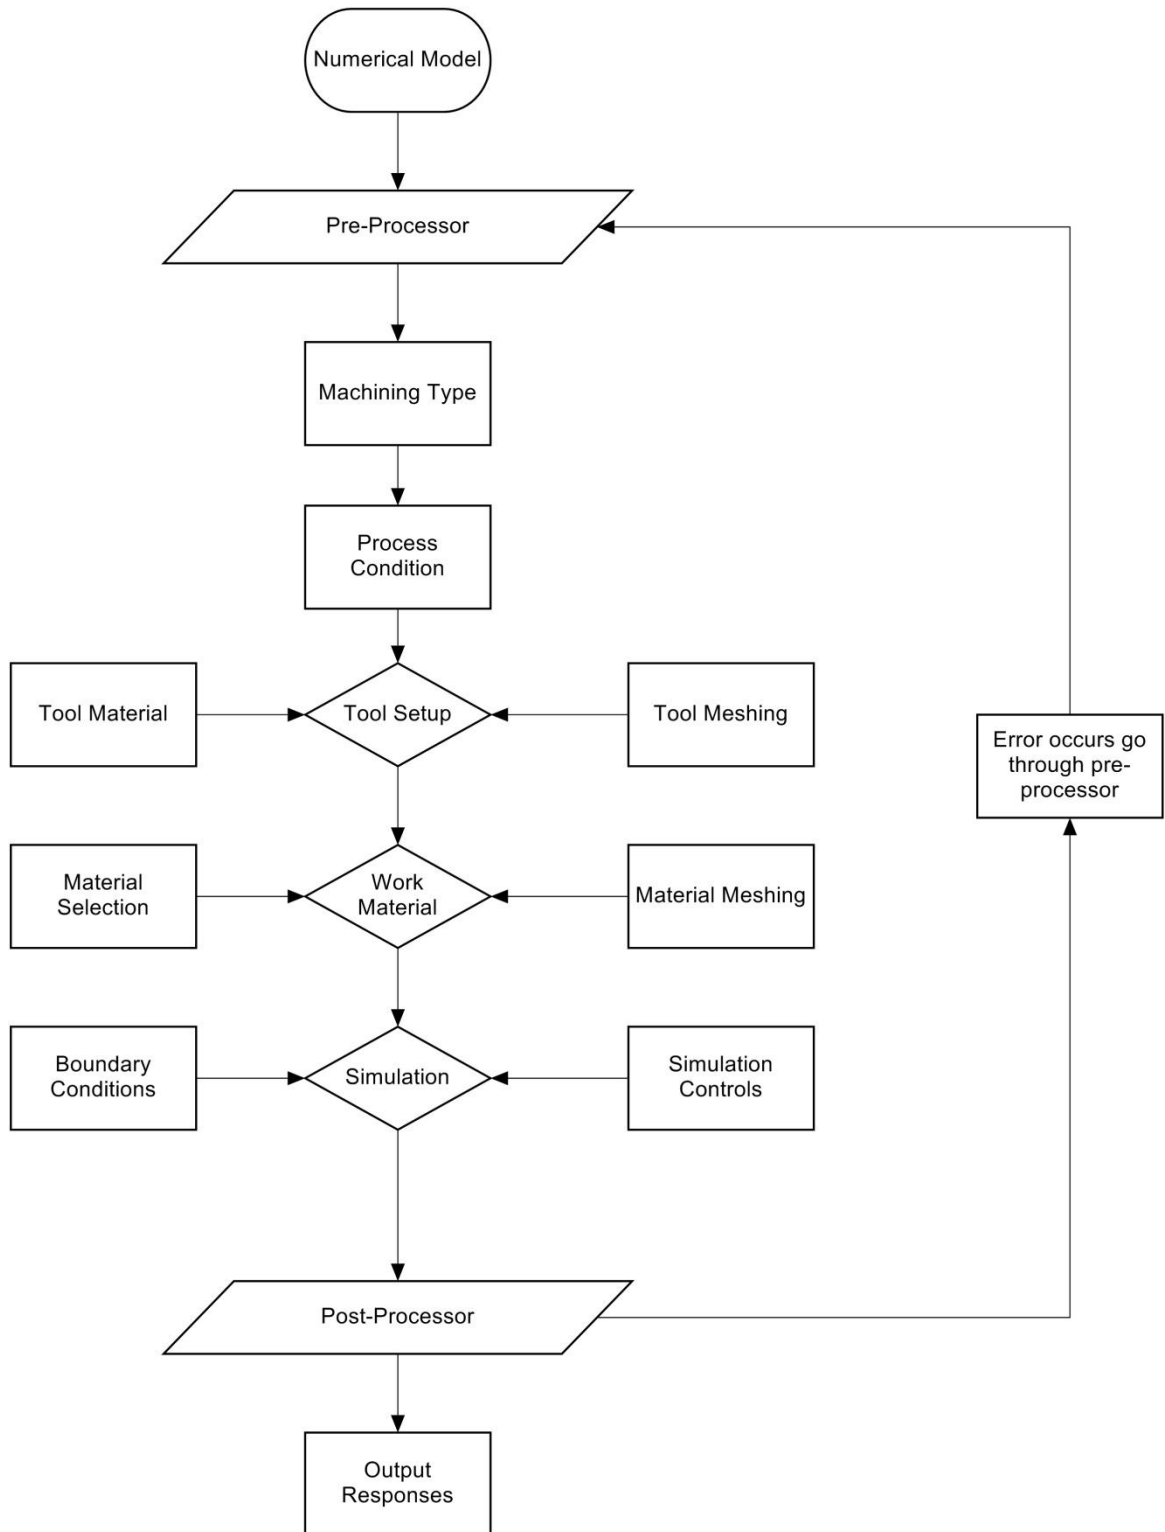 Numerical Model
Pre-Processor
Machining Type
Process
Condition
Tool Material
Tool Setup
Tool Meshing
Error occurs go
through pre-
processor
Material
Selection
Work
Material
Material Meshing
Boundary
Conditions
Simulation
Simulation
Controls
Post-Processor
Output
Responses